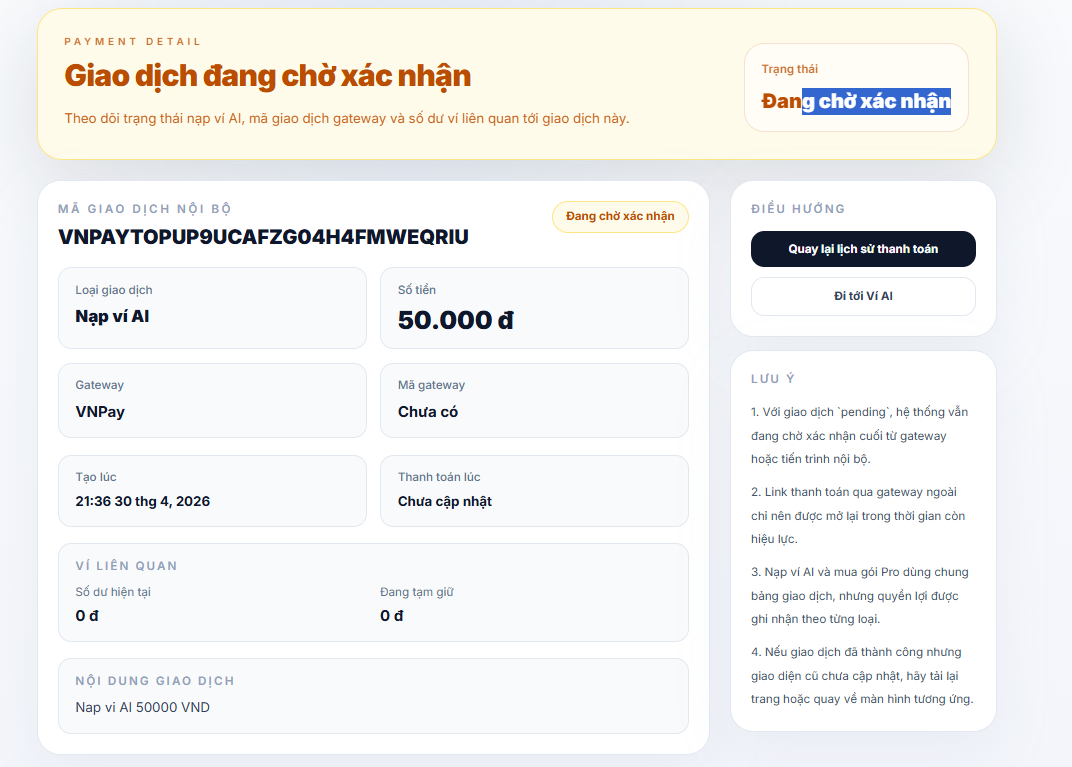 PAYMENT DETAIL
Giao dịch đang chờ xác nhận
Theo dõi trạng thái nạp ví AI, mã giao dịch gateway và số dư ví liên quan tới giao dịch này.
Trạng thái
Đang chờ xác nhận
MÃ GIAO DỊCH NỘI BỘ
VNPAYTOPUP9UCAFZG04H4FMWEQRIU
Đang chờ xác nhận
Loại giao dịch
Nạp ví AI
Số tiền
50.000 đ
Gateway
VNPay
Mã gateway
Chưa có
Tạo lúc
21:36 30 thg 4, 2026
Thanh toán lúc
Chưa cập nhật
VÍ LIÊN QUAN
Số dư hiện tại
0 đ
Đang tạm giữ
0 đ
NỘI DUNG GIAO DỊCH
Nap vi AI 50000 VND
ĐIỀU HƯỚNG
Quay lại lịch sử thanh toán
Đi tới Ví AI
LƯU Ý
1. Với giao dịch `pending`, hệ thống vẫn
đang chờ xác nhận cuối từ gateway
hoặc tiến trình nội bộ.
2. Link thanh toán qua gateway ngoài
chỉ nên được mở lại trong thời gian còn
hiệu lực.
3. Nạp ví AI và mua gói Pro dùng chung
bảng giao dịch, nhưng quyền lợi được
ghi nhận theo từng loại.
4. Nếu giao dịch đã thành công nhưng
giao diện cũ chưa cập nhật, hãy tải lại
trang hoặc quay về màn hình tương ứng.